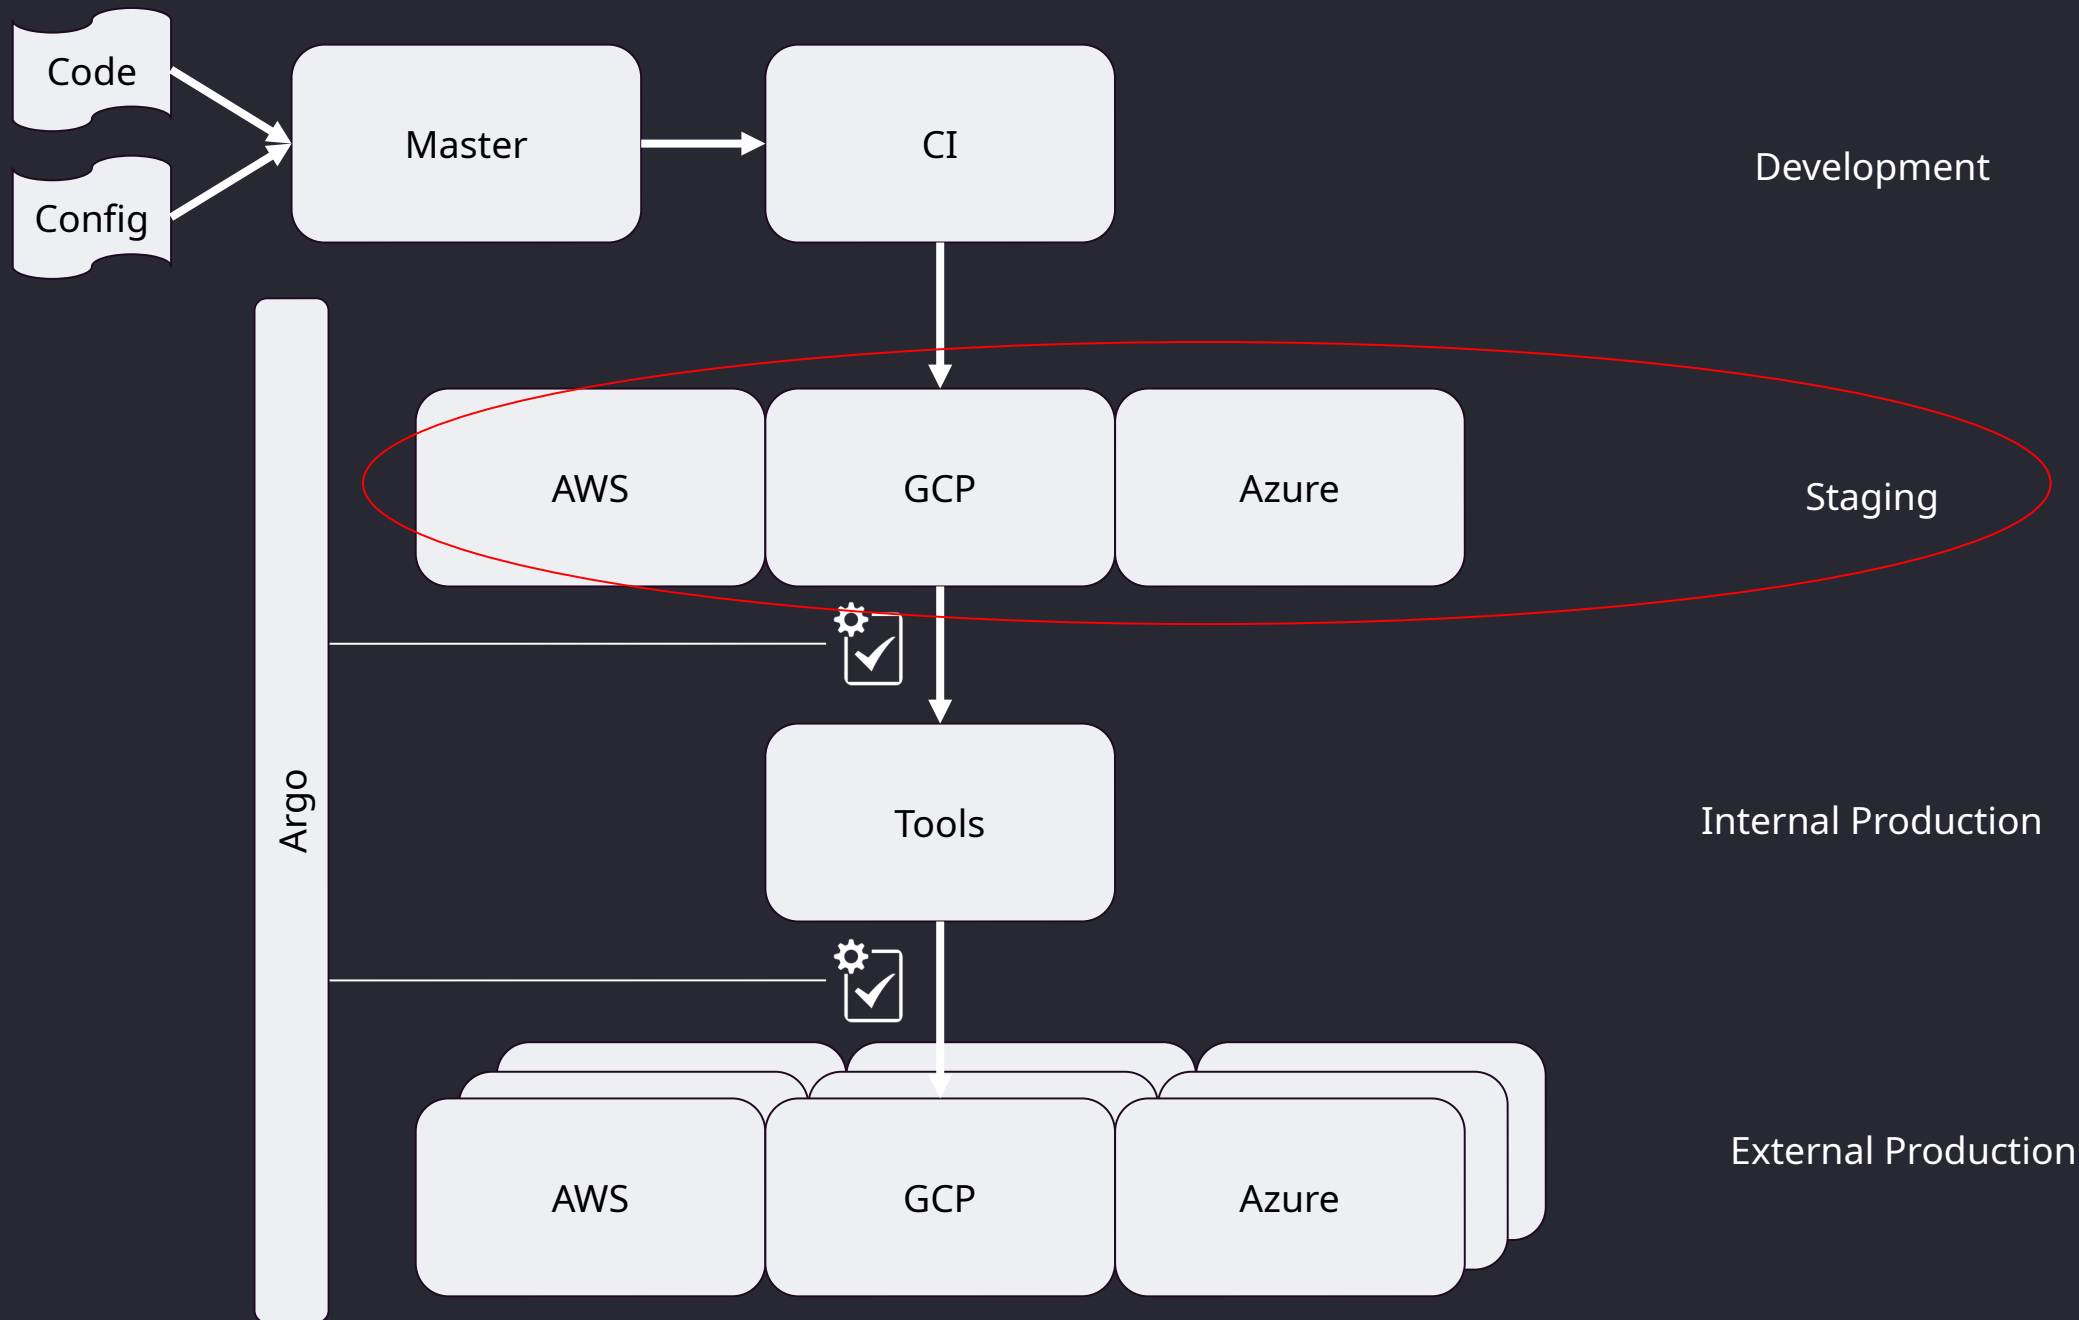 Code
Config
Master
CI
Development
AWS
GCP
Azure
Staging
Argo
Tools
Internal Production
AWS
GCP
Azure
External Production